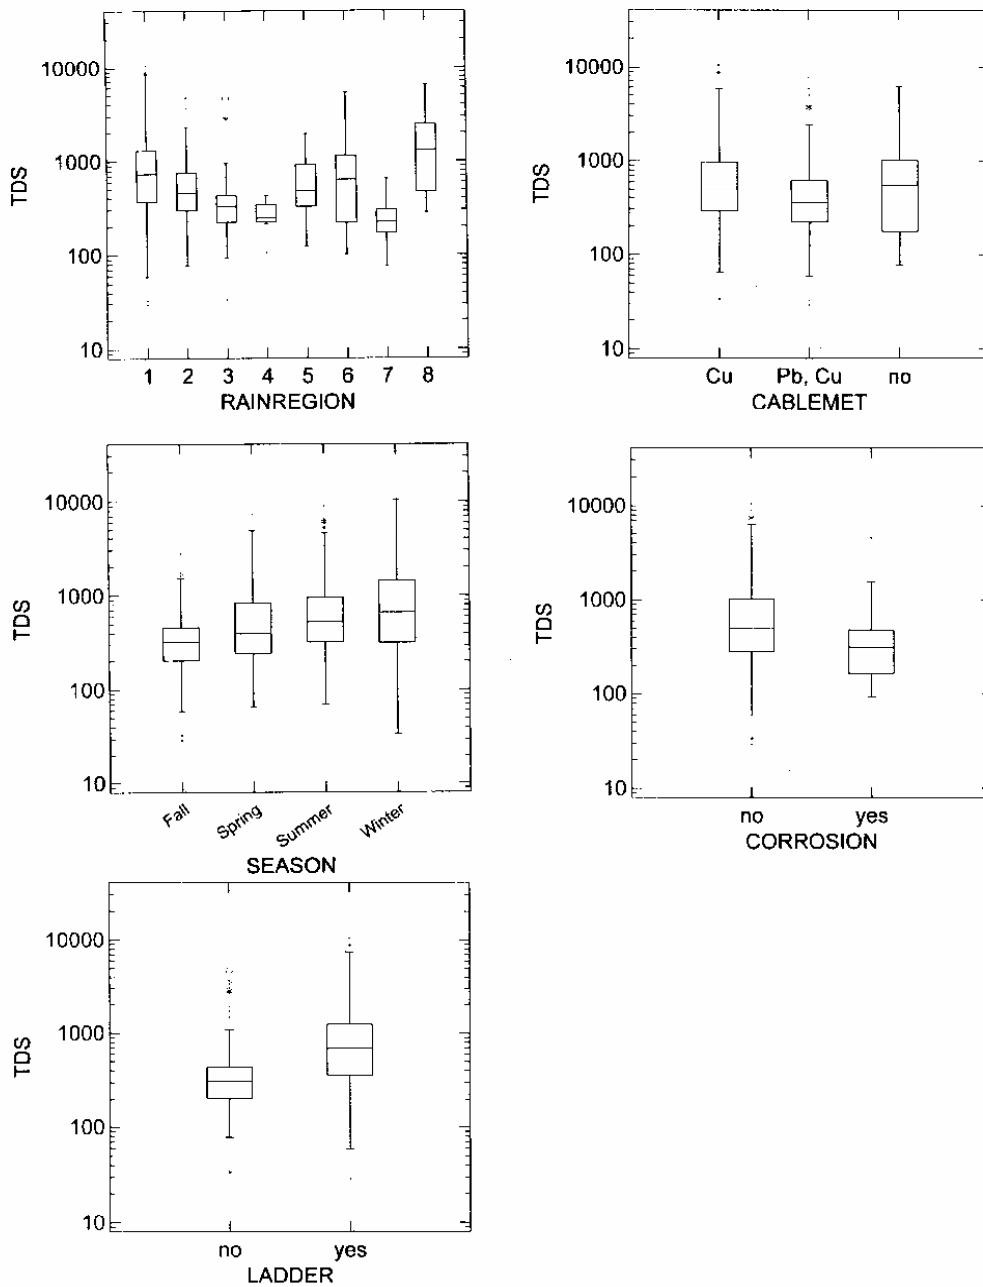 10000
1000
100
10
TDS
1 2 3 4 5 6 7 8
RAINREGION
10000
1000
100
10
TDS
Cu Pb, Cu no
CABLEMET
10000
1000
100
10
TDS
Fall Spring Summer Winter
SEASON
10000
1000
100
10
TDS
no yes
CORROSION
10000
1000
100
10
TDS
no yes
LADDER